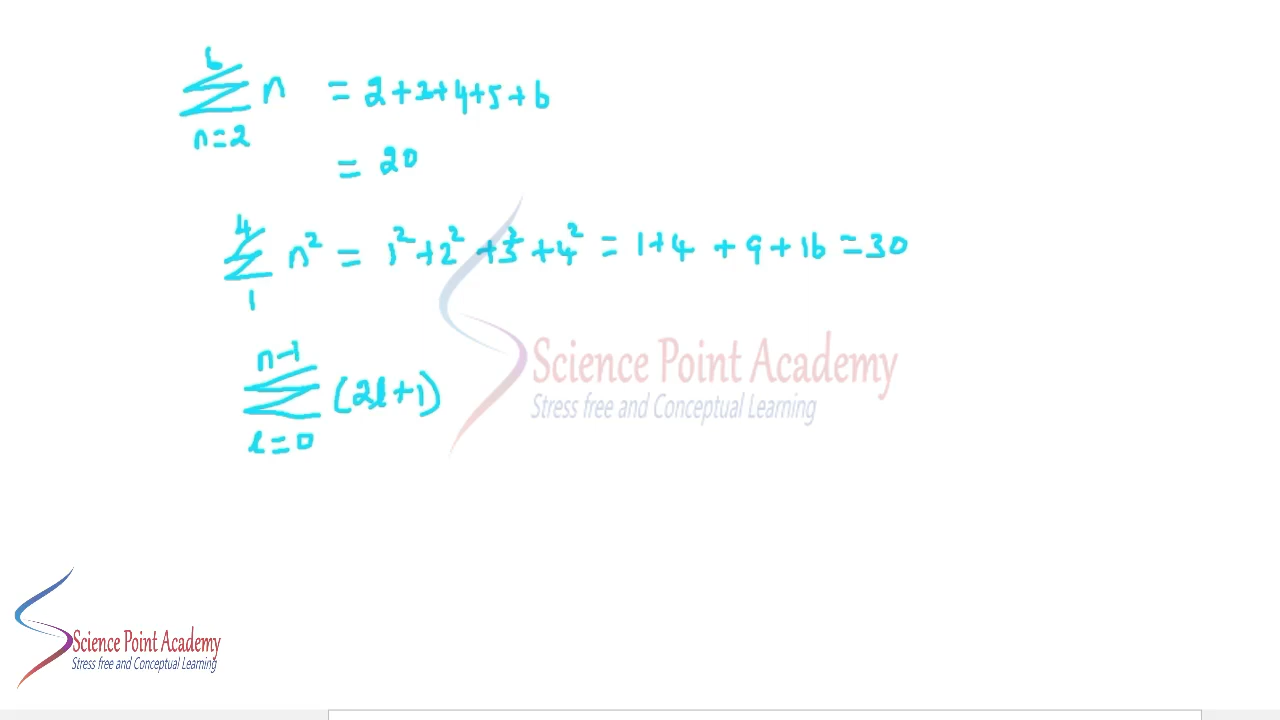 6
Σ n = 2+3+4+5+6
n=2
= 20
4
Σ n² = 1² +2² +3² +4² = 1+4 +9+16 =30
1
n-1
Σ (2l+1)
l=0
Science Point Academy
Stress free and Conceptual Learning
Science Point Academy
Stress free and Conceptual Learning